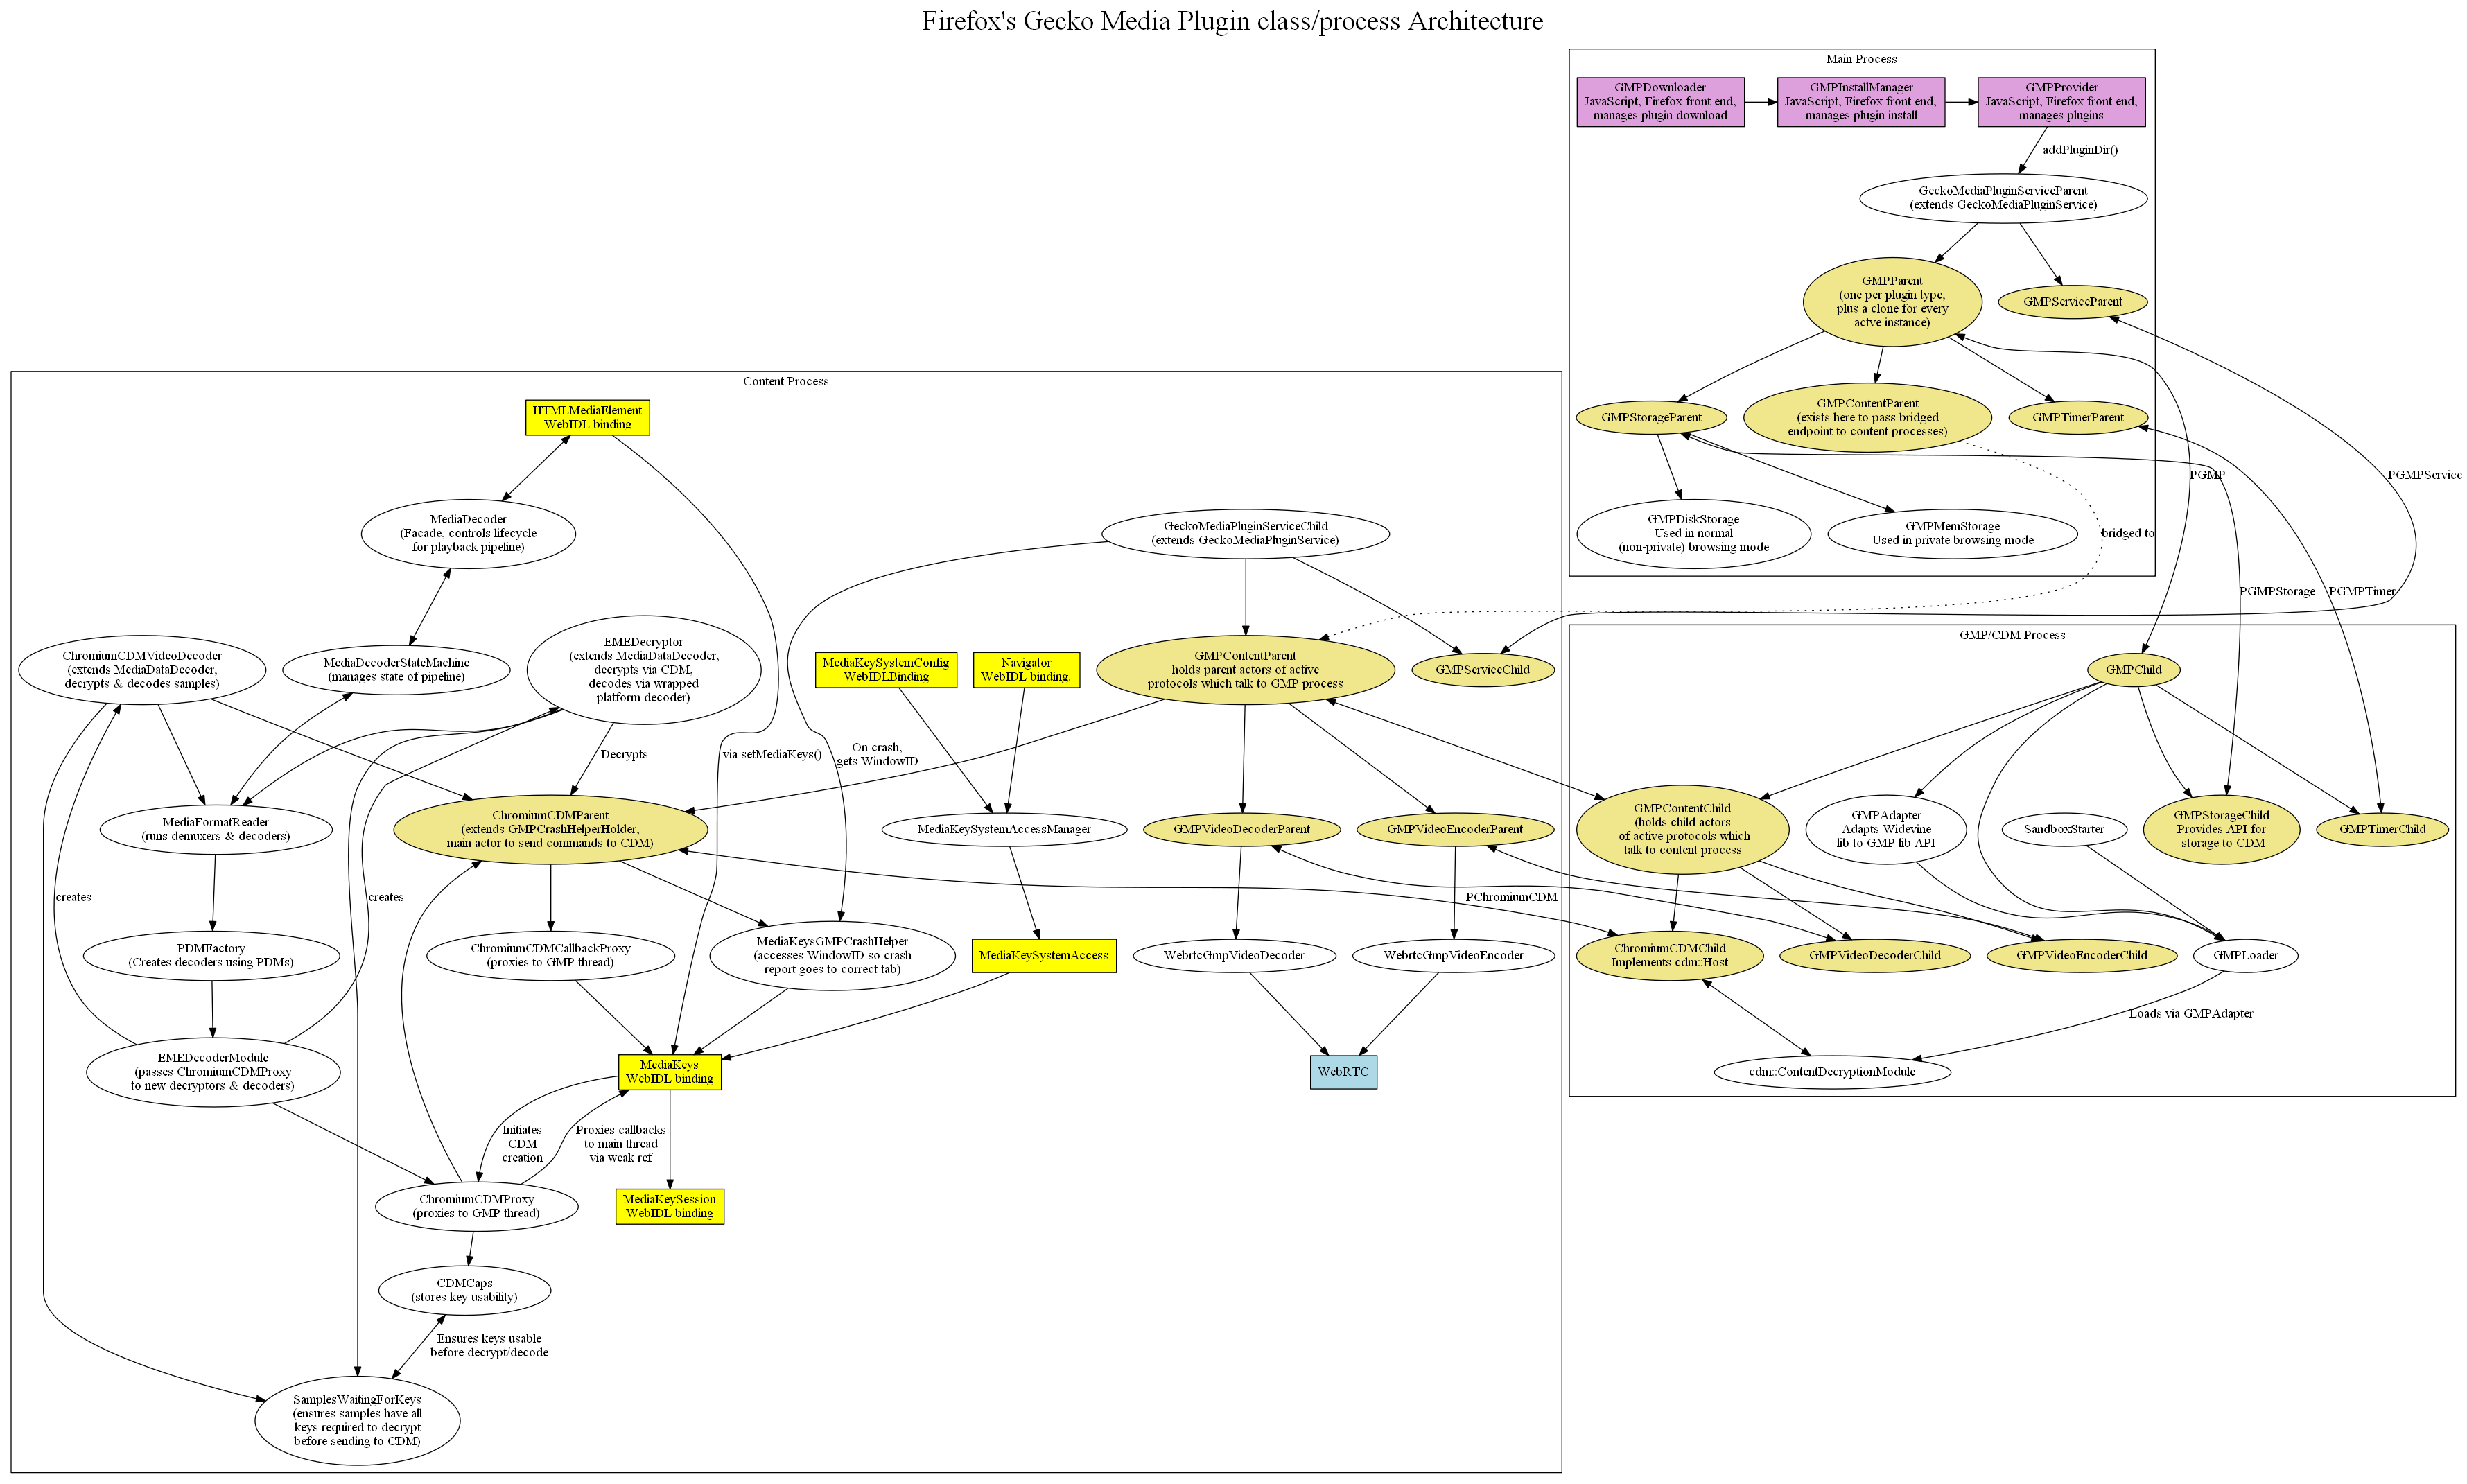 Firefox's Gecko Media Plugin class/process Architecture
Main Process
GMPDownloader
JavaScript, Firefox front end,
manages plugin download
GMPInstallManager
JavaScript, Firefox front end,
manages plugin install
GMPProvider
JavaScript, Firefox front end,
manages plugins
addPluginDir()
GeckoMediaPluginServiceParent
(extends GeckoMediaPluginService)
GMPParent
(one per plugin type,
plus a clone for every
actve instance)
GMPServiceParent
GMPStorageParent
GMPContentParent
(exists here to pass bridged
endpoint to content processes)
GMPTimerParent
GMPDiskStorage
Used in normal
(non-private) browsing mode
GMPMemStorage
Used in private browsing mode
bridged to
PGMP
PGMPService
PGMPStorage
PGMPTimer
Content Process
HTMLMediaElement
WebIDL binding
MediaDecoder
(Facade, controls lifecycle
for playback pipeline)
GeckoMediaPluginServiceChild
(extends GeckoMediaPluginService)
ChromiumCDMVideoDecoder
(extends MediaDataDecoder,
decrypts & decodes samples)
MediaDecoderStateMachine
(manages state of pipeline)
EMEDecryptor
(extends MediaDataDecoder,
decrypts via CDM,
decodes via wrapped
platform decoder)
MediaKeySystemConfig
WebIDLBinding
Navigator
WebIDL binding.
GMPContentParent
holds parent actors of active
protocols which talk to GMP process
GMPServiceChild
Decrypts
via setMediaKeys()
On crash,
gets WindowID
MediaFormatReader
(runs demuxers & decoders)
ChromiumCDMParent
(extends GMPCrashHelperHolder,
main actor to send commands to CDM)
MediaKeySystemAccessManager
GMPVideoDecoderParent
GMPVideoEncoderParent
creates
creates
PChromiumCDM
PDMFactory
(Creates decoders using PDMs)
ChromiumCDMCallbackProxy
(proxies to GMP thread)
MediaKeysGMPCrashHelper
(accesses WindowID so crash
report goes to correct tab)
MediaKeySystemAccess
WebrtcGmpVideoDecoder
WebrtcGmpVideoEncoder
EMEDecoderModule
(passes ChromiumCDMProxy
to new decryptors & decoders)
MediaKeys
WebIDL binding
WebRTC
Initiates
CDM
creation
Proxies callbacks
to main thread
via weak ref
ChromiumCDMProxy
(proxies to GMP thread)
MediaKeySession
WebIDL binding
CDMCaps
(stores key usability)
Ensures keys usable
before decrypt/decode
SamplesWaitingForKeys
(ensures samples have all
keys required to decrypt
before sending to CDM)
GMP/CDM Process
GMPChild
GMPContentChild
(holds child actors
of active protocols which
talk to content process
GMPAdapter
Adapts Widevine
lib to GMP lib API
SandboxStarter
GMPStorageChild
Provides API for
storage to CDM
GMPTimerChild
ChromiumCDMChild
Implements cdm::Host
GMPVideoDecoderChild
GMPVideoEncoderChild
GMPLoader
Loads via GMPAdapter
cdm::ContentDecryptionModule